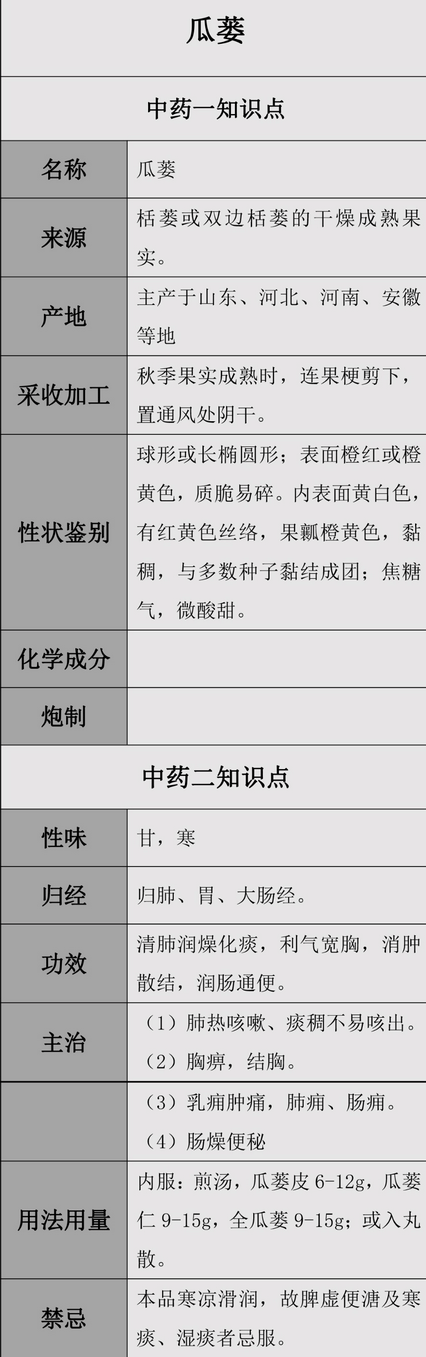 瓜蒌
中药一知识点
名称
瓜蒌
来源
栝蒌或双边栝蒌的干燥成熟果
实。
产地
主产于山东、河北、河南、安徽
等地
采收加工
秋季果实成熟时，连果梗剪下，
置通风处阴干。
性状鉴别
球形或长椭圆形；表面橙红或橙
黄色，质脆易碎。内表面黄白色，
有红黄色丝络，果瓤橙黄色，黏
稠，与多数种子黏结成团；焦糖
气，微酸甜。
化学成分
炮制
中药二知识点
性味
甘，寒
归经
归肺、胃、大肠经。
功效
清肺润燥化痰，利气宽胸，消肿
散结，润肠通便。
主治
（1）肺热咳嗽、痰稠不易咳出。
（2）胸痹，结胸。
（3）乳痈肿痛，肺痈、肠痈。
（4）肠燥便秘
用法用量
内服：煎汤，瓜蒌皮 6-12g，瓜蒌
仁 9-15g，全瓜蒌 9-15g；或入丸
散。
禁忌
本品寒凉滑润，故脾虚便溏及寒
痰、湿痰者忌服。